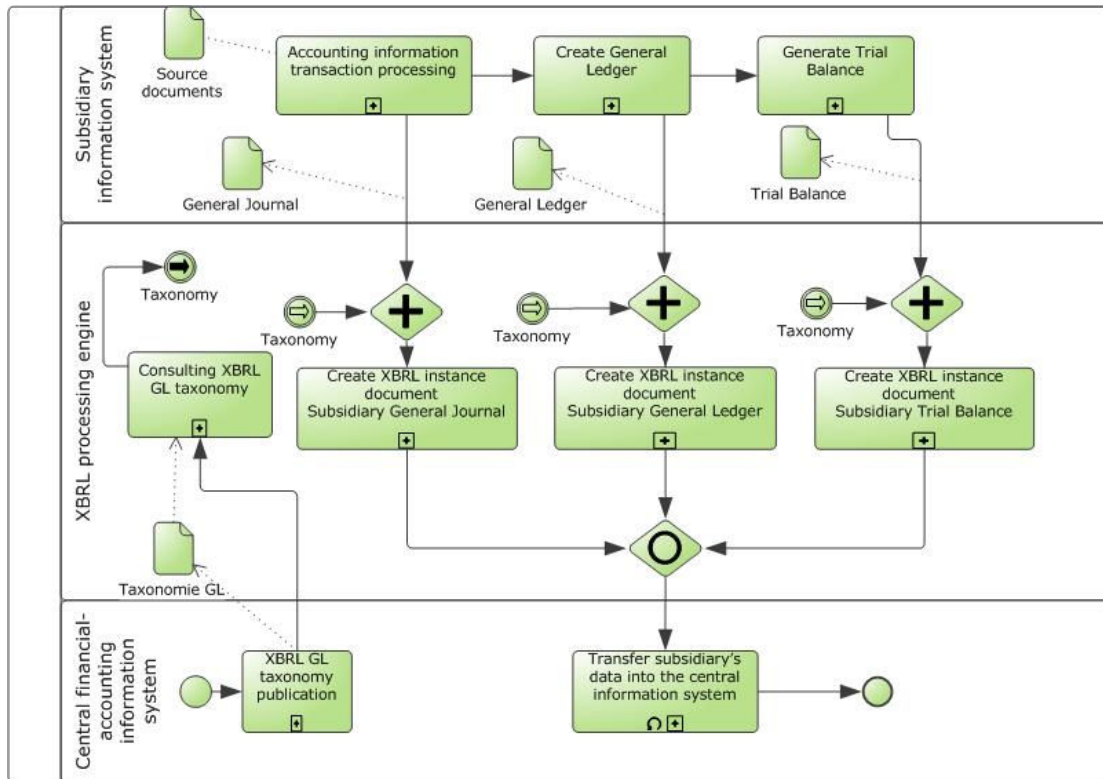 Subsidiary
information system
Source
documents
Accounting information
transaction processing
Create General
Ledger
Generate Trial
Balance
General Journal
General Ledger
Trial Balance
XBRL processing engine
Taxonomy
Taxonomy
Taxonomy
Taxonomy
Consulting XBRL
GL taxonomy
Create XBRL instance
document
Subsidiary General Journal
Create XBRL instance
document
Subsidiary General Ledger
Create XBRL instance
document
Subsidiary Trial Balance
Taxonomie GL
Central financial-
accounting
information
system
XBRL GL
taxonomy
publication
Transfer subsidiary's
data into the central
information system